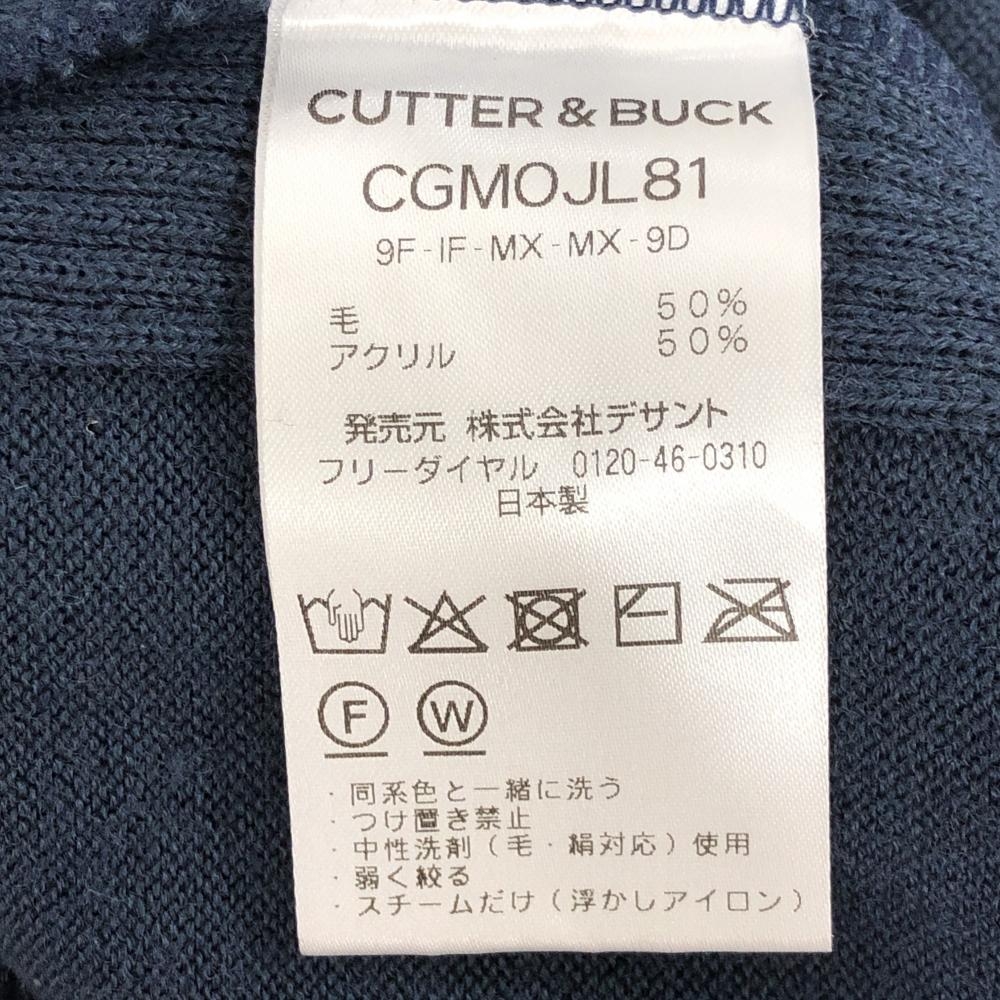 CUTTER & BUCK
CGMOJL81
9F-IF-MX-MX-9D
毛 50%
アクリル 50%
発売元 株式会社デサント
フリーダイヤル 0120-46-0310
日本製
F W
・同系色と一緒に洗う
・つけ置き禁止
・中性洗剤(毛・絹対応)使用
・弱く絞る
・スチームだけ(浮かしアイロン)